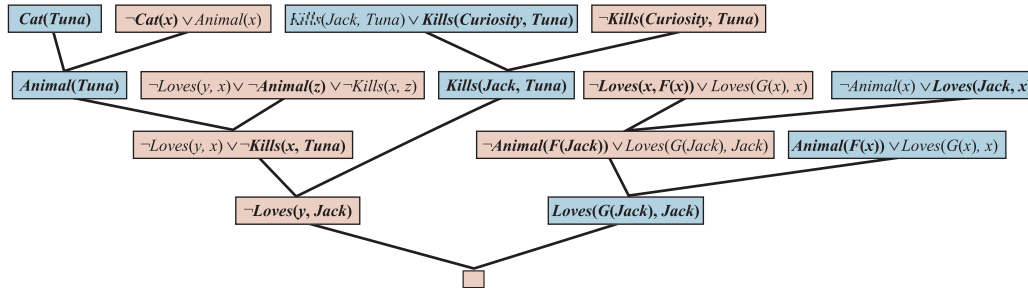 Cat(Tuna)
¬Cat(x) ∨ Animal(x)
Kills(Jack, Tuna) ∨ Kills(Curiosity, Tuna)
¬Kills(Curiosity, Tuna)
Animal(Tuna)
¬Loves(y, x) ∨ ¬Animal(z) ∨ ¬Kills(x, z)
Kills(Jack, Tuna)
¬Loves(x, F(x)) ∨ Loves(G(x), x)
¬Animal(x) ∨ Loves(Jack, x)
¬Loves(y, x) ∨ ¬Kills(x, Tuna)
¬Animal(F(Jack)) ∨ Loves(G(Jack), Jack)
Animal(F(x)) ∨ Loves(G(x), x)
¬Loves(y, Jack)
Loves(G(Jack), Jack)